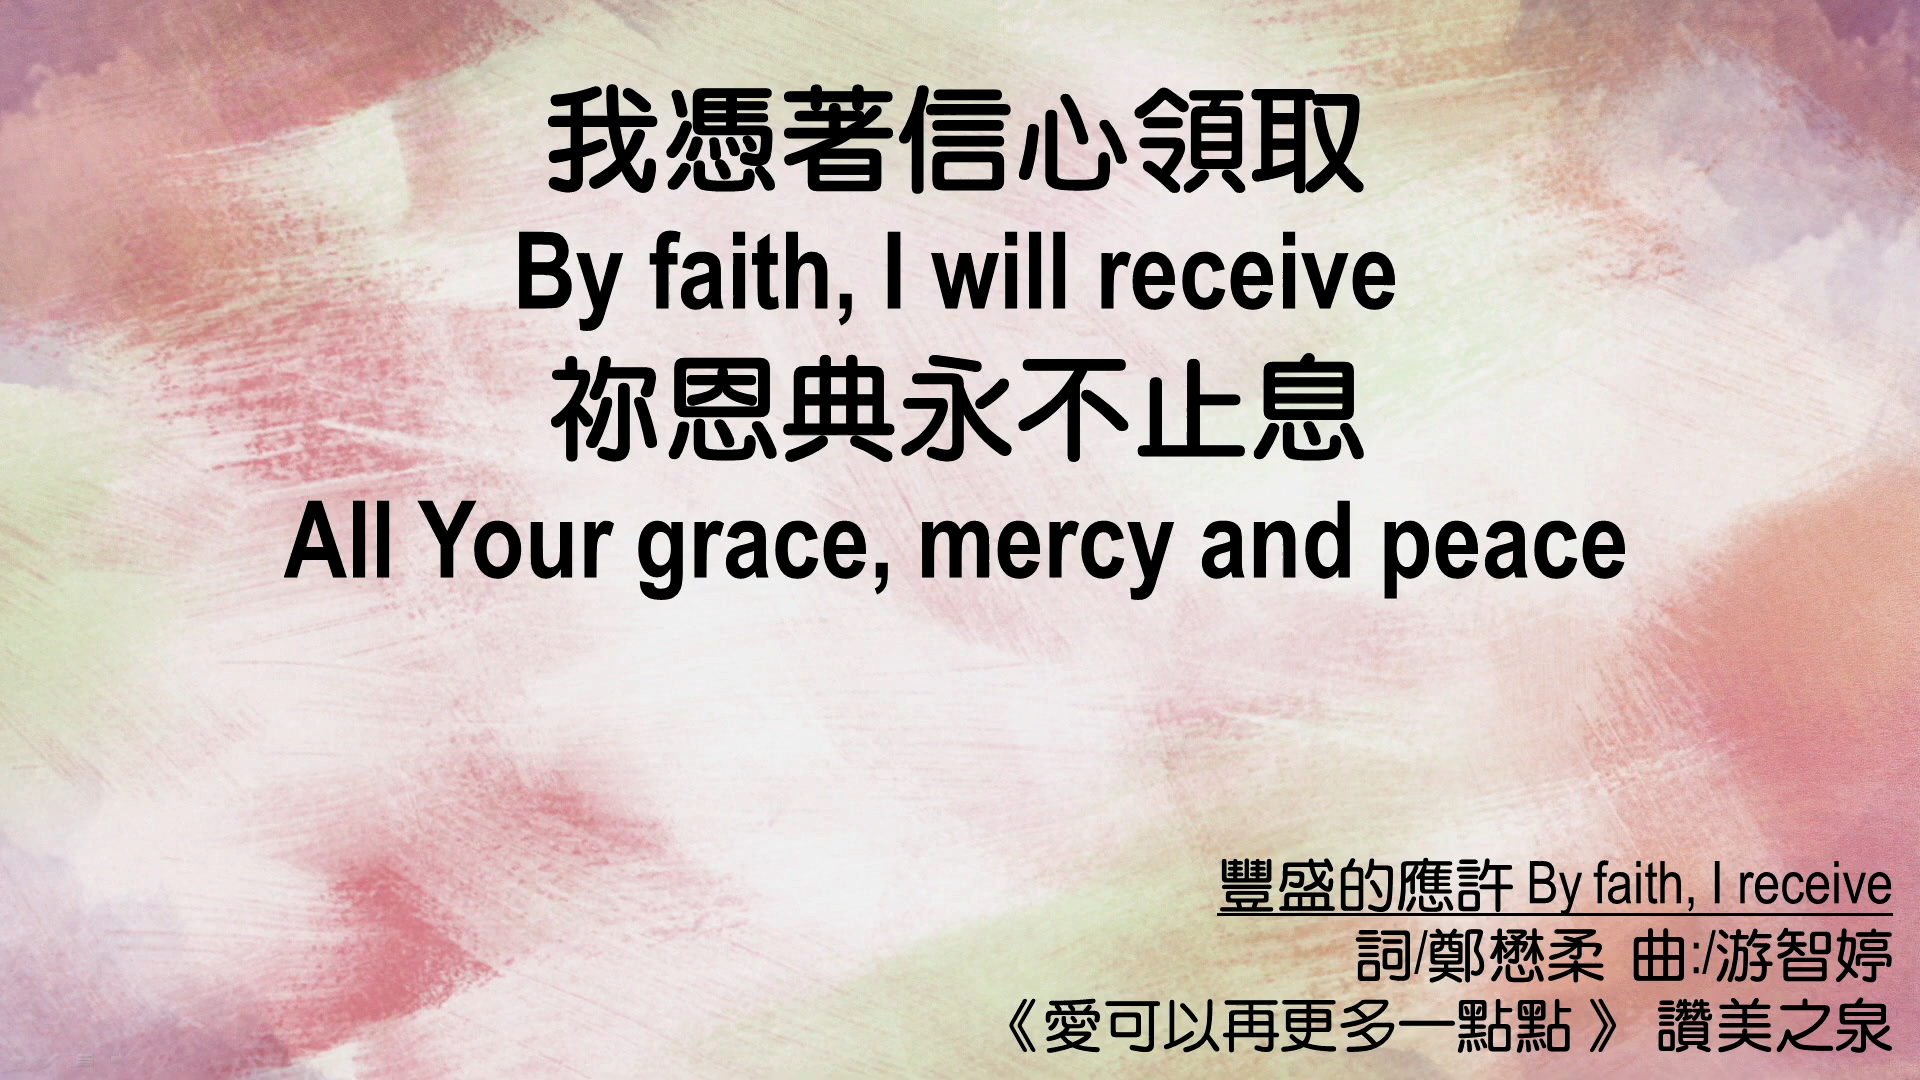 我憑著信心領取
By faith, I will receive
祢恩典永不止息
All Your grace, mercy and peace
豐盛的應許 By faith, I receive
詞/鄭懋柔 曲:/游智婷
《愛可以再更多一點點》 讚美之泉